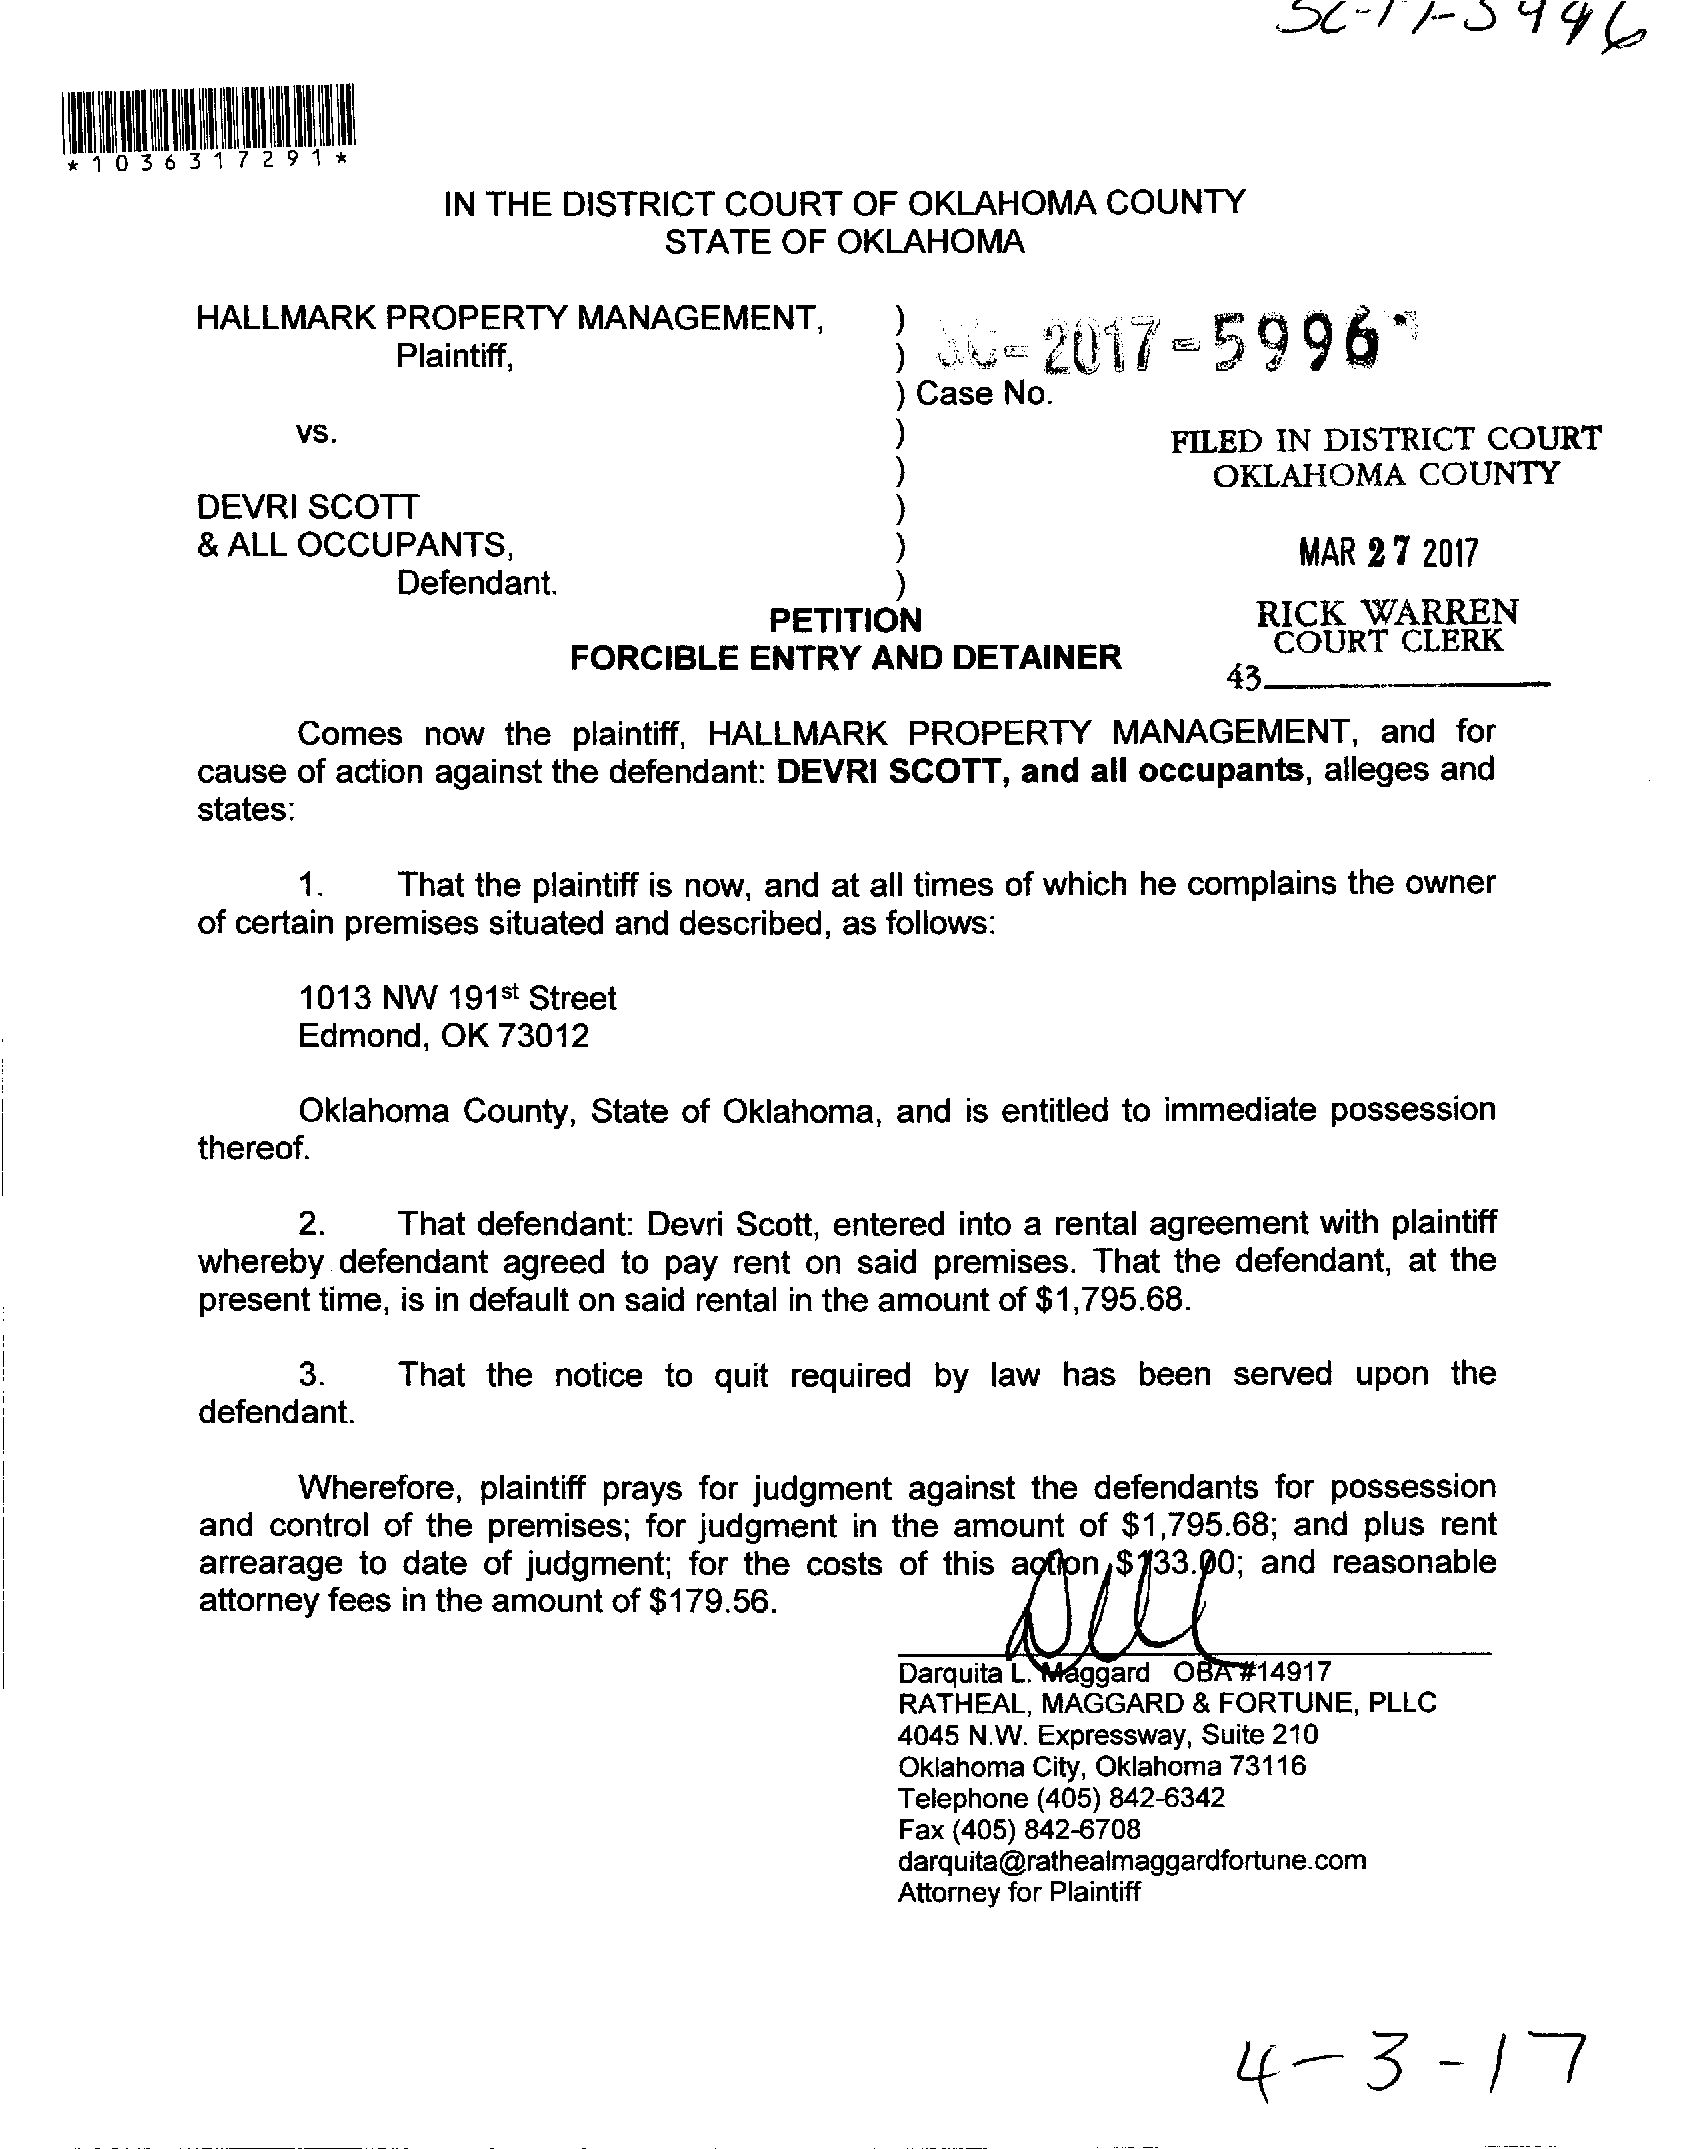 SC-17-5996
*1036317291*
IN THE DISTRICT COURT OF OKLAHOMA COUNTY
STATE OF OKLAHOMA
HALLMARK PROPERTY MANAGEMENT, )
Plaintiff, ) SC-2017-5996
) Case No.
vs. )
FILED IN DISTRICT COURT
) OKLAHOMA COUNTY
DEVRI SCOTT )
& ALL OCCUPANTS, ) MAR 27 2017
Defendant. )
PETITION RICK WARREN
COURT CLERK
FORCIBLE ENTRY AND DETAINER
43
Comes now the plaintiff, HALLMARK PROPERTY MANAGEMENT, and for
cause of action against the defendant: DEVRI SCOTT, and all occupants, alleges and
states:
1. That the plaintiff is now, and at all times of which he complains the owner
of certain premises situated and described, as follows:
1013 NW 191st Street
Edmond, OK 73012
Oklahoma County, State of Oklahoma, and is entitled to immediate possession
thereof.
2. That defendant: Devri Scott, entered into a rental agreement with plaintiff
whereby defendant agreed to pay rent on said premises. That the defendant, at the
present time, is in default on said rental in the amount of $1,795.68.
3. That the notice to quit required by law has been served upon the
defendant.
Wherefore, plaintiff prays for judgment against the defendants for possession
and control of the premises; for judgment in the amount of $1,795.68; and plus rent
arrearage to date of judgment; for the costs of this action, $133.00; and reasonable
attorney fees in the amount of $179.56.
Darquita L. Maggard OBA #14917
RATHEAL, MAGGARD & FORTUNE, PLLC
4045 N.W. Expressway, Suite 210
Oklahoma City, Oklahoma 73116
Telephone (405) 842-6342
Fax (405) 842-6708
darquita@rathealmaggardfortune.com
Attorney for Plaintiff
4-3-17